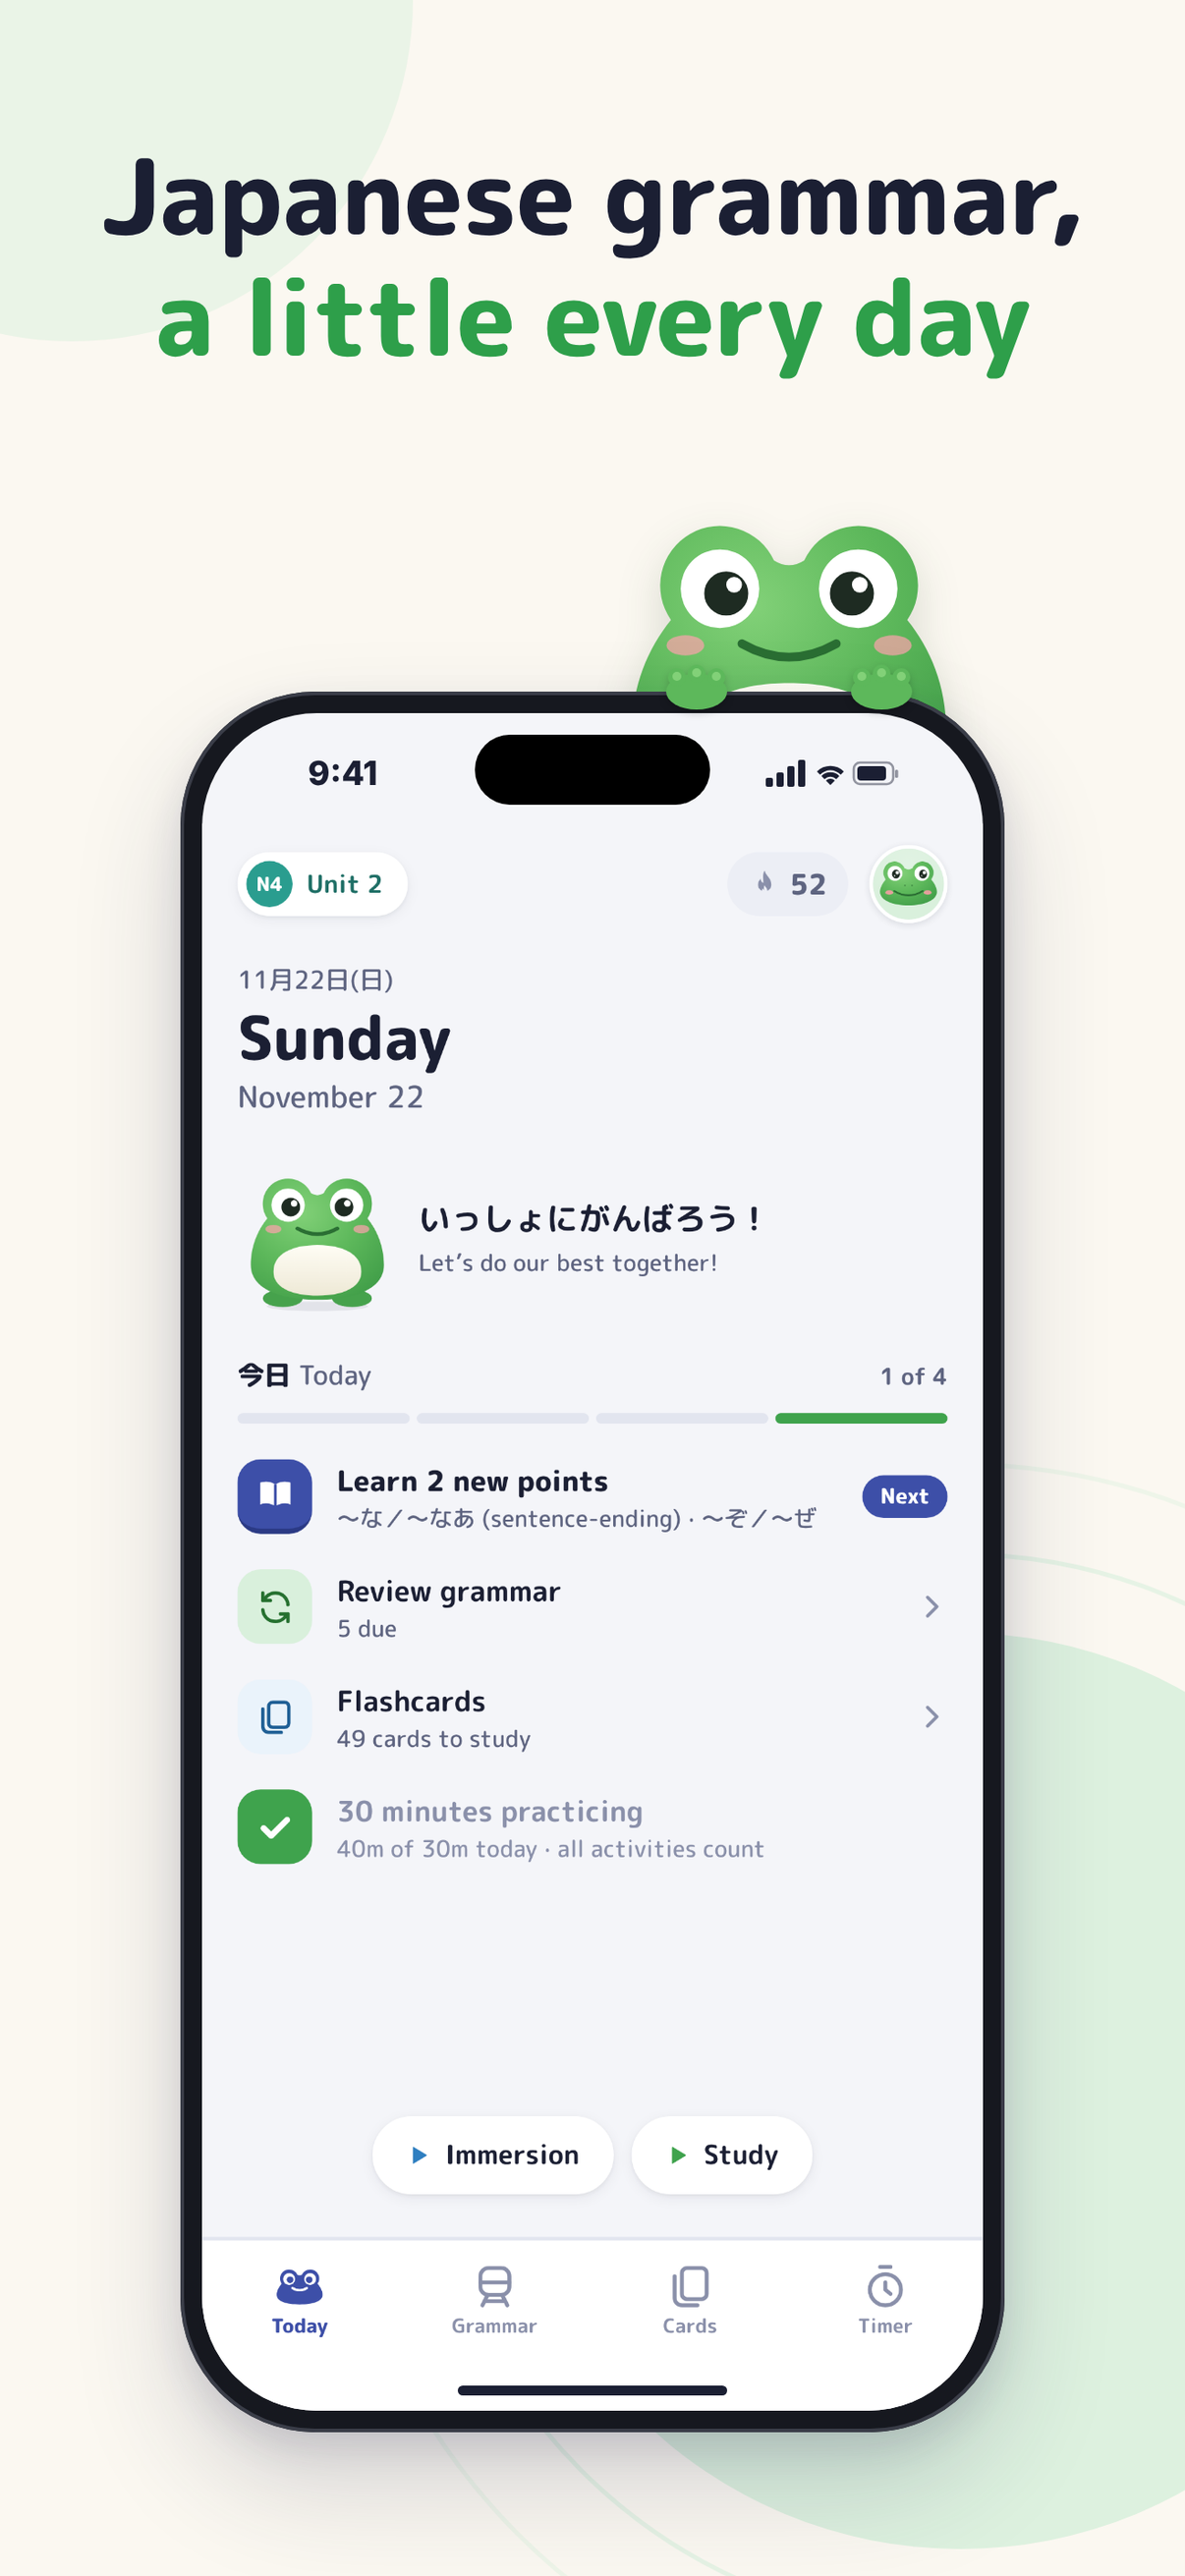 Japanese grammar,
a little every day
9:41
N4 Unit 2
52
11月22日(日)
Sunday
November 22
いっしょにがんばろう！
Let's do our best together!
今日 Today
1 of 4
Learn 2 new points
〜な／〜なあ (sentence-ending) · 〜ぞ／〜ぜ
Next
Review grammar
5 due
Flashcards
49 cards to study
30 minutes practicing
40m of 30m today · all activities count
Immersion
Study
Today
Grammar
Cards
Timer